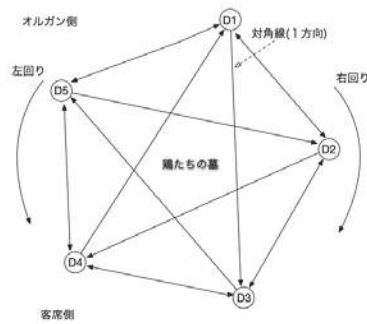 オルガン側
D1
対角線(1方向)
左回り
右回り
D5
D2
鶏たちの墓
D4
D3
客席側